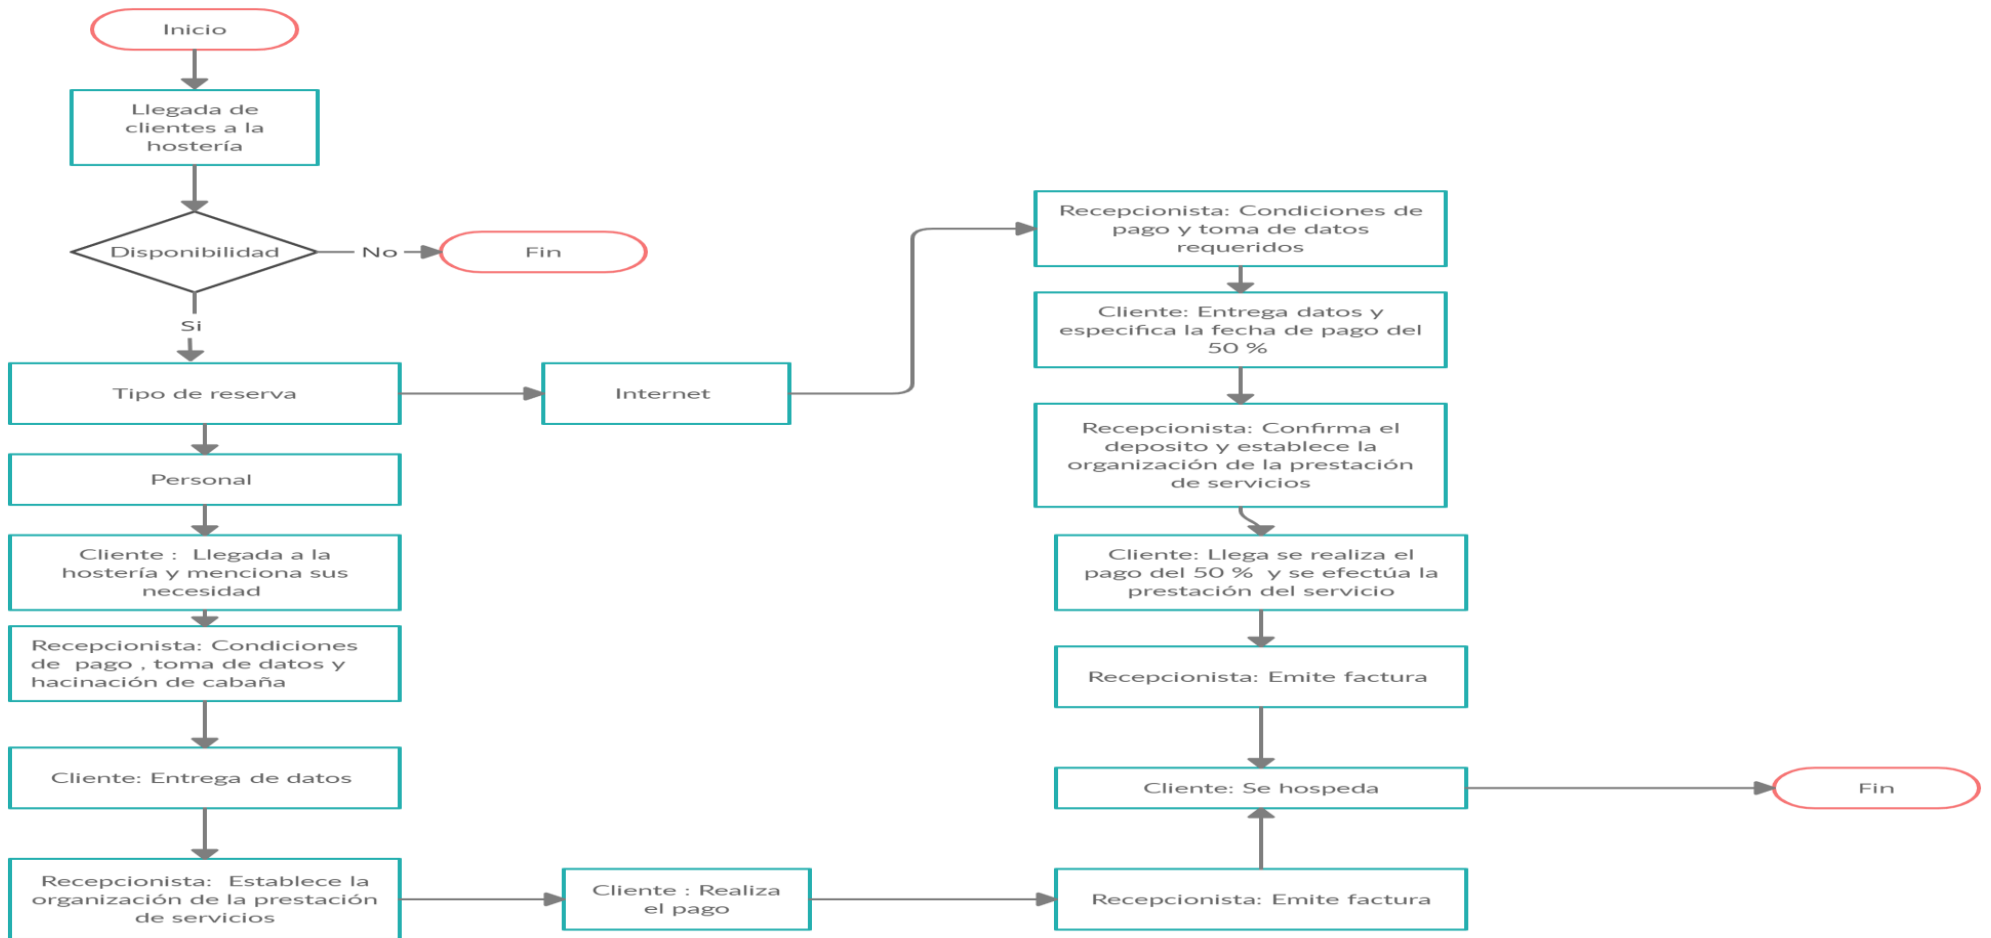 Inicio
Llegada de
clientes a la
hostería
Disponibilidad
No
Fin
Si
Tipo de reserva
Internet
Personal
Cliente : Llegada a la
hostería y menciona sus
necesidad
Recepcionista: Condiciones
de pago , toma de datos y
hacinación de cabaña
Cliente: Entrega de datos
Recepcionista: Establece la
organización de la prestación
de servicios
Cliente : Realiza
el pago
Recepcionista: Emite factura
Recepcionista: Condiciones de
pago y toma de datos
requeridos
Cliente: Entrega datos y
especifica la fecha de pago del
50 %
Recepcionista: Confirma el
deposito y establece la
organización de la prestación
de servicios
Cliente: Llega se realiza el
pago del 50 % y se efectúa la
prestación del servicio
Recepcionista: Emite factura
Cliente: Se hospeda
Fin